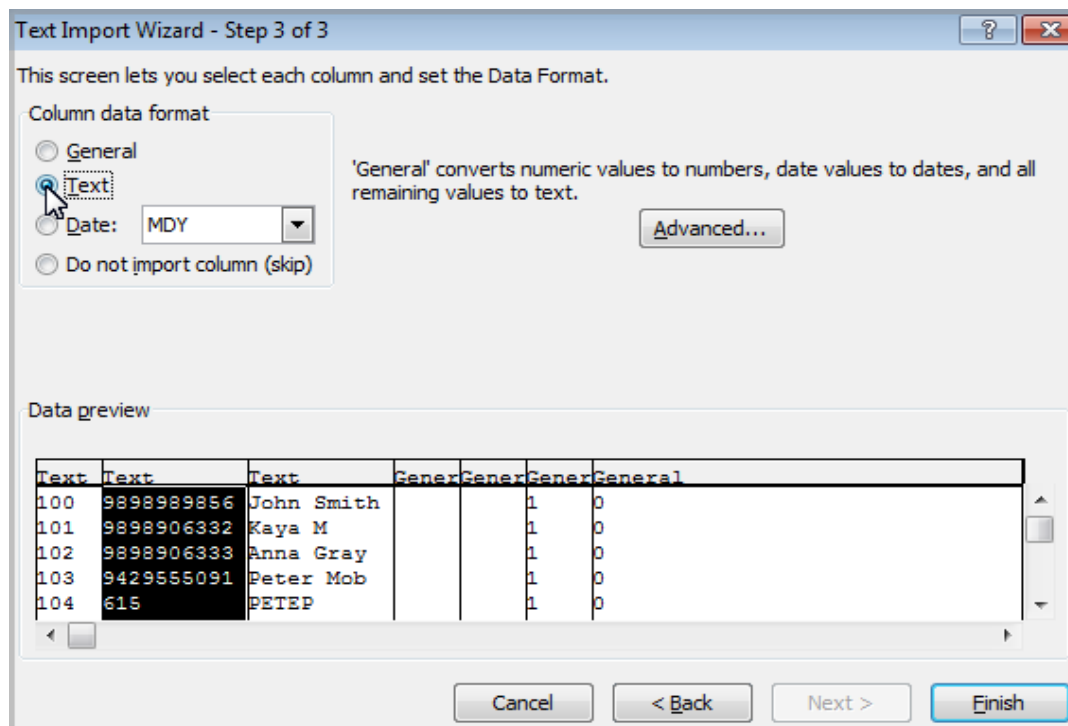 Text Import Wizard - Step 3 of 3
This screen lets you select each column and set the Data Format.
Column data format
General
Text
Date: MDY
Do not import column (skip)
'General' converts numeric values to numbers, date values to dates, and all
remaining values to text.
Advanced...
Data preview
Text Text Text Gener Gener Gener General
100 9898989856 John Smith 1 0
101 9898906332 Kaya M 1 0
102 9898906333 Anna Gray 1 0
103 9429555091 Peter Mob 1 0
104 615 PETEP 1 0
Cancel < Back Next > Finish